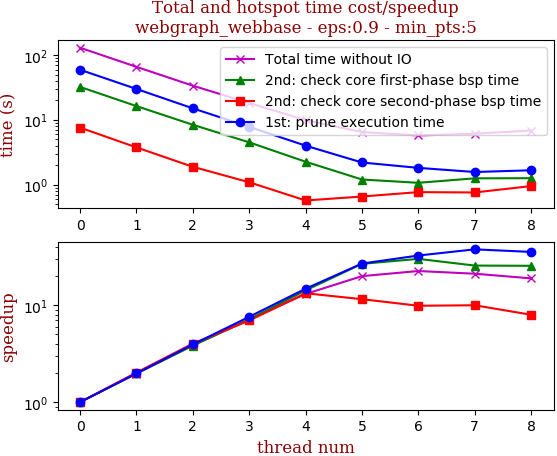 Total and hotspot time cost/speedup
webgraph_webbase - eps:0.9 - min_pts:5
time (s)
10²
10¹
10⁰
Total time without IO
2nd: check core first-phase bsp time
2nd: check core second-phase bsp time
1st: prune execution time
0 1 2 3 4 5 6 7 8
speedup
10¹
10⁰
0 1 2 3 4 5 6 7 8
thread num